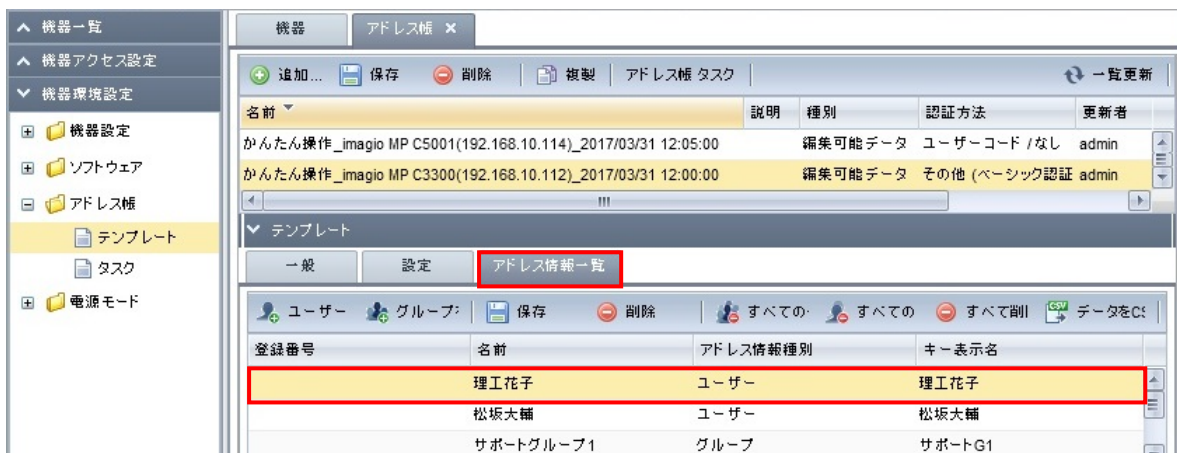 機器一覧
機器アクセス設定
機器環境設定
機器設定
ソフトウェア
アドレス帳
テンプレート
タスク
電源モード
機器 アドレス帳
追加... 保存 削除 複製 アドレス帳 タスク 一覧更新
名前 説明 種別 認証方法 更新者
かんたん操作_imagio MP C5001(192.168.10.114)_2017/03/31 12:05:00 編集可能データ ユーザーコード / なし admin
かんたん操作_imagio MP C3300(192.168.10.112)_2017/03/31 12:00:00 編集可能データ その他 (ベーシック認証 admin
テンプレート
一般 設定 アドレス情報一覧
ユーザー グループ 保存 削除 すべての すべての すべて削 CSV データをCS
登録番号 名前 アドレス情報種別 キー表示名
理工花子 ユーザー 理工花子
松坂大輔 ユーザー 松坂大輔
サポートグループ1 グループ サポートG1